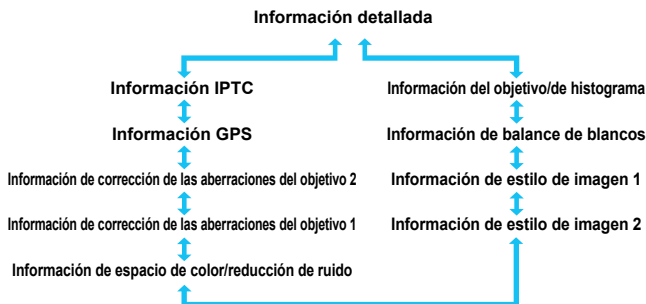 Información detallada
Información IPTC
Información del objetivo/de histograma
Información GPS
Información de balance de blancos
Información de corrección de las aberraciones del objetivo 2
Información de estilo de imagen 1
Información de corrección de las aberraciones del objetivo 1
Información de estilo de imagen 2
Información de espacio de color/reducción de ruido